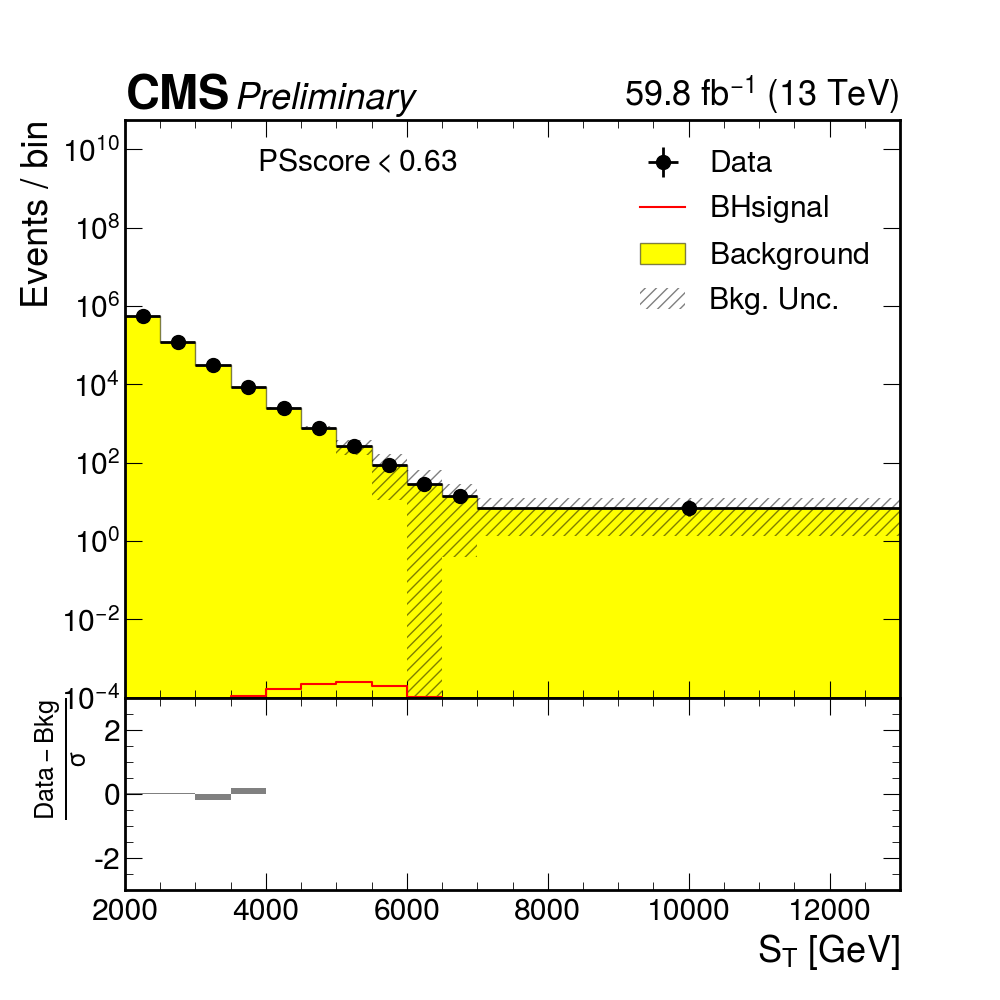 CMS Preliminary 59.8 fb⁻¹ (13 TeV)
Events / bin
10¹⁰
10⁸
10⁶
10⁴
10²
10⁰
10⁻²
10⁻⁴
PSscore < 0.63
Data
BHsignal
Background
Bkg. Unc.
Data – Bkg
σ
2
0
-2
2000 4000 6000 8000 10000 12000
S_T [GeV]